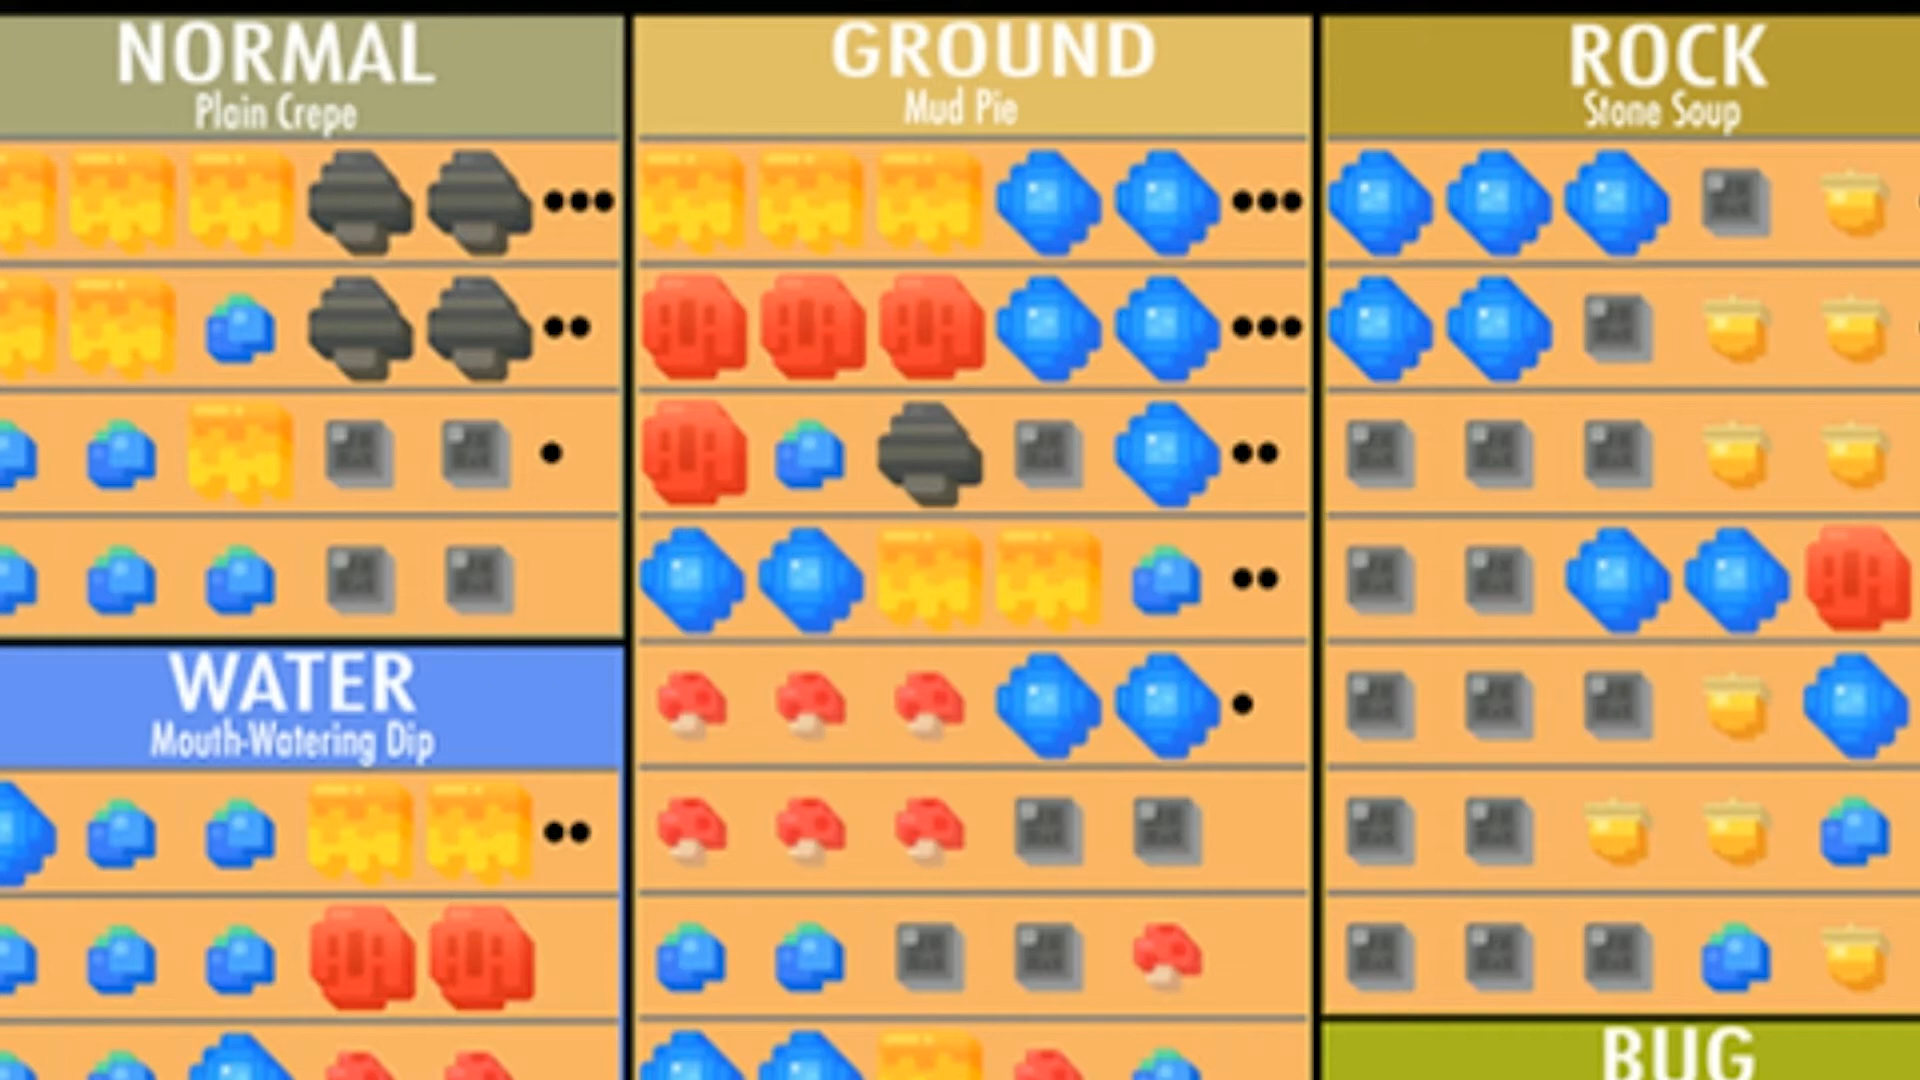 NORMAL
Plain Crepe
GROUND
Mud Pie
ROCK
Stone Soup
WATER
Mouth-Watering Dip
BUG